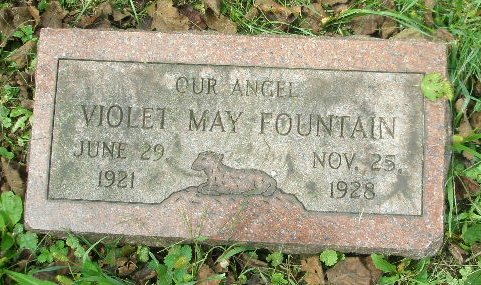 OUR ANGEL
VIOLET MAY FOUNTAIN
JUNE 29, NOV. 25,
1921 1928